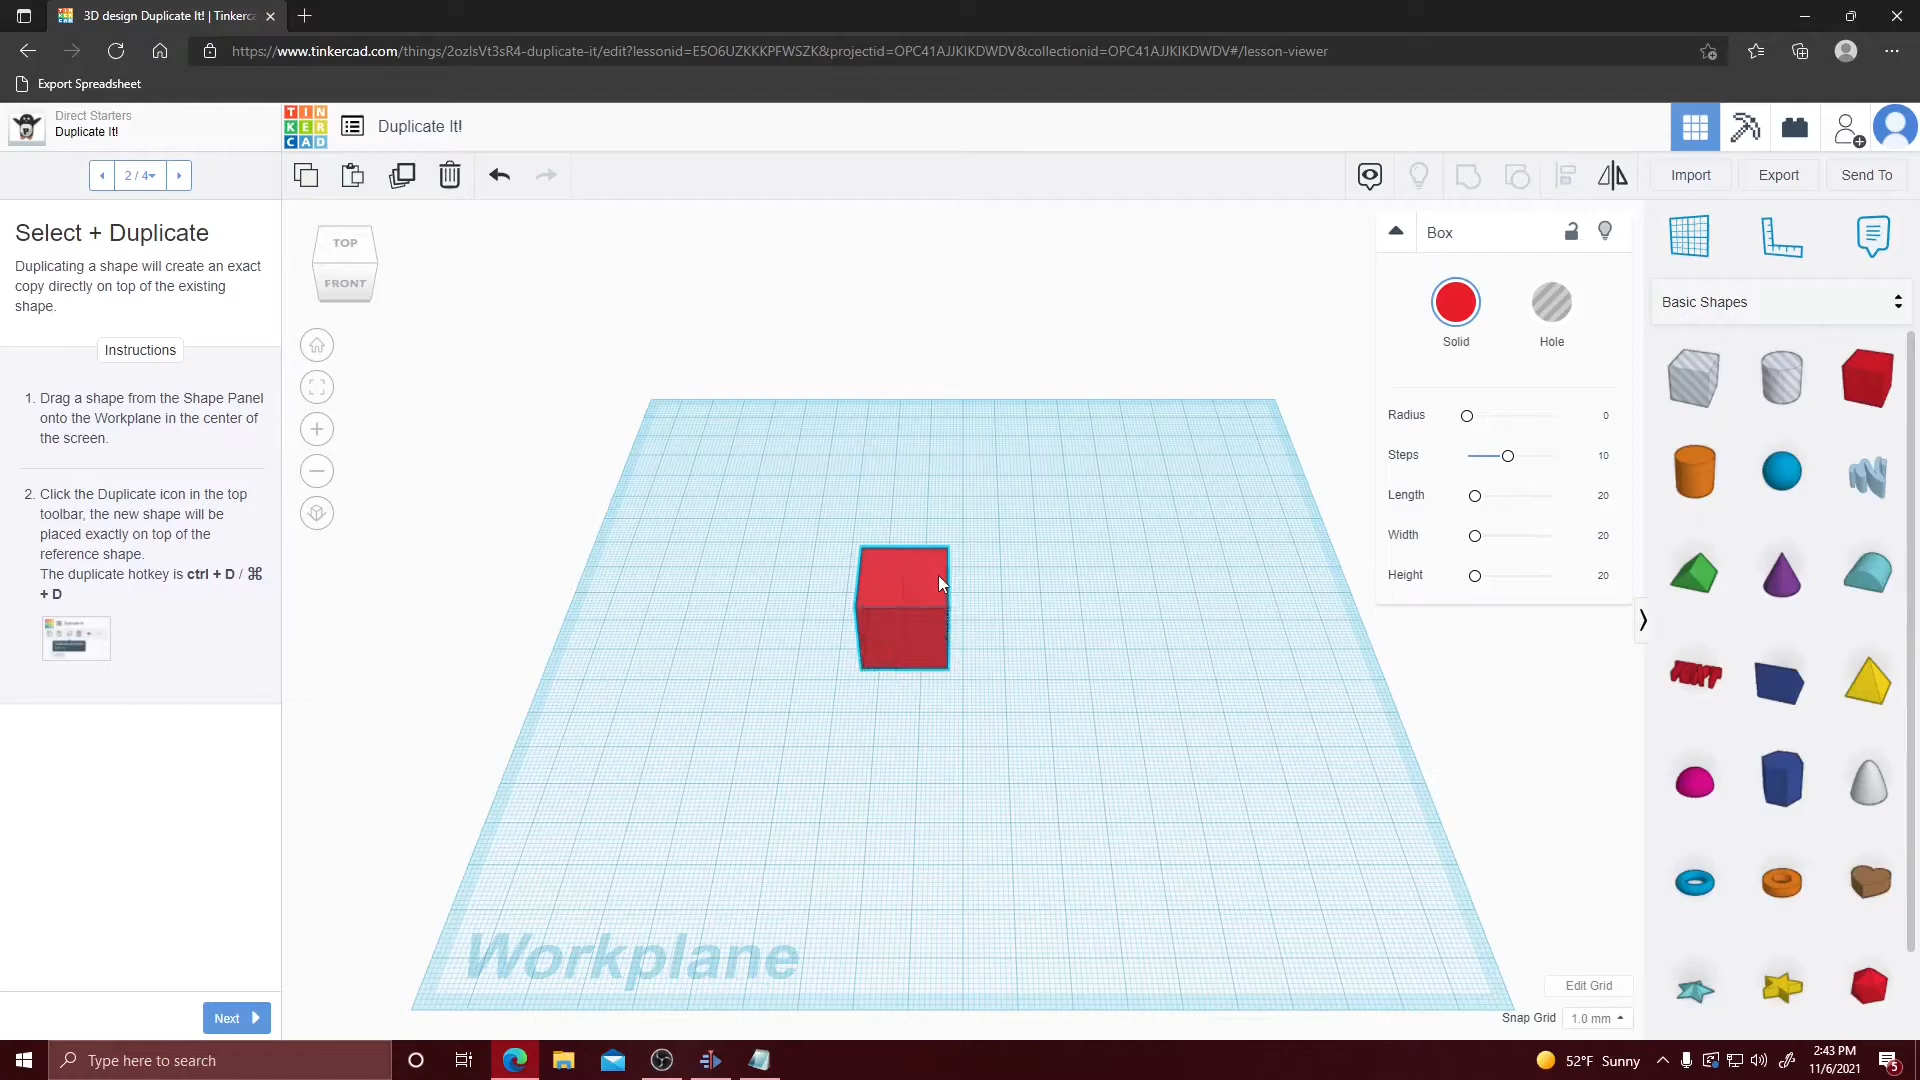 3D design Duplicate It! | Tinkerca
https://www.tinkercad.com/things/2ozlsVt3sR4-duplicate-it/edit?lessonid=E5O6UZKKKPFWSZK&projectid=OPC41AJJKIKDWDV&collectionid=OPC41AJJKIKDWDV#/lesson-viewer
Export Spreadsheet
Direct Starters
Duplicate It!
TIN
KER
CAD
Duplicate It!
2 / 4
Import
Export
Send To
Select + Duplicate
Duplicating a shape will create an exact
copy directly on top of the existing
shape.
Instructions
1. Drag a shape from the Shape Panel
onto the Workplane in the center of
the screen.
2. Click the Duplicate icon in the top
toolbar, the new shape will be
placed exactly on top of the
reference shape.
The duplicate hotkey is ctrl + D / ⌘
+ D
Next
TOP
FRONT
Workplane
Box
Solid
Hole
Radius 0
Steps 10
Length 20
Width 20
Height 20
Basic Shapes
TEXT
Edit Grid
Snap Grid 1.0 mm
Type here to search
52°F Sunny
2:43 PM
11/6/2021
5